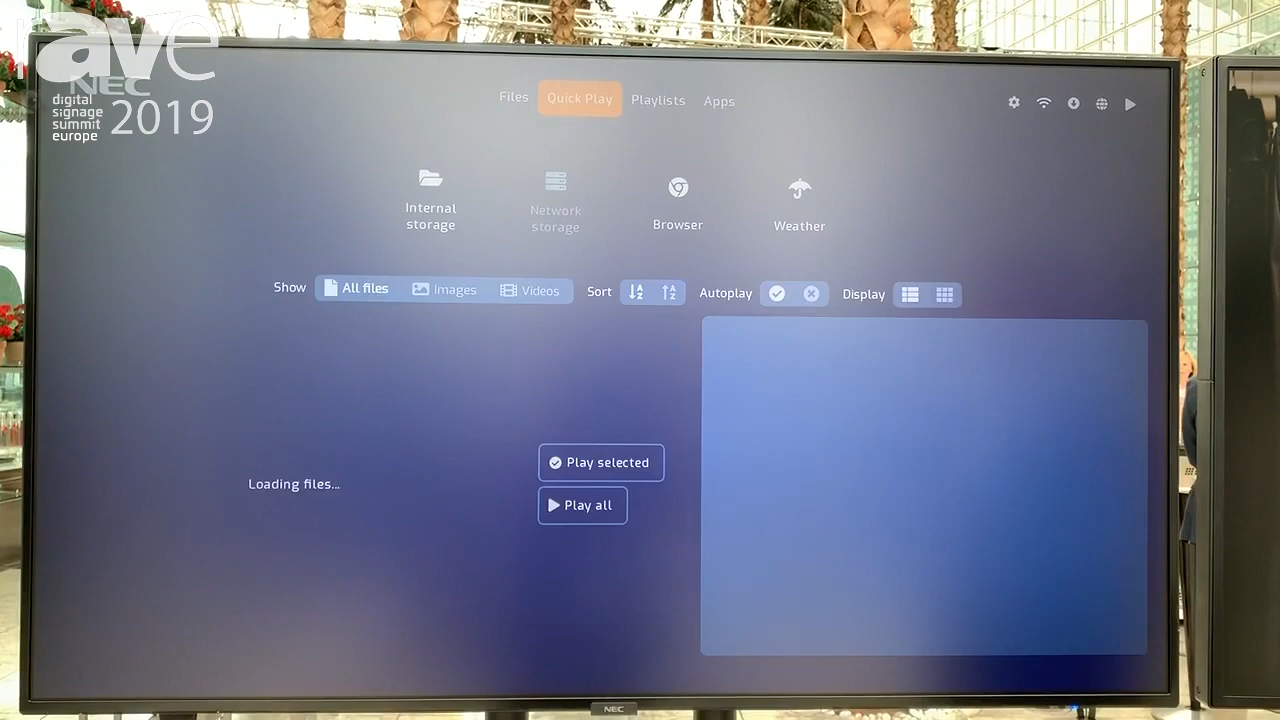 rave
NEC
digital
signage
summit
europe
2019
Files
Quick Play
Playlists
Apps
Internal
storage
Network
storage
Browser
Weather
Show
All files
Images
Videos
Sort
Autoplay
Display
Loading files...
Play selected
Play all
NEC